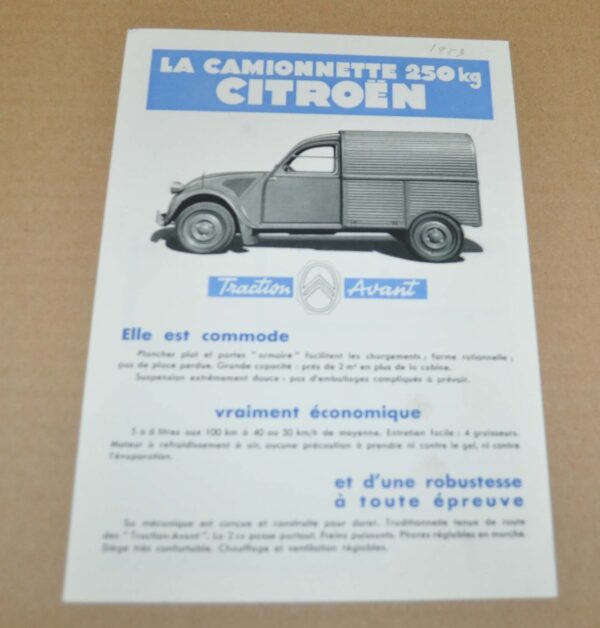 1953
LA CAMIONNETTE 250kg
CITROËN
Traction Avant
Elle est commode
Plancher plat et portes "armoire" facilitent les chargements ; forme rationnelle ;
pas de place perdue. Grande capacité : près de 2 m³ en plus de la cabine.
Suspension extrêmement douce : pas d'emballages compliqués à prévoir.
vraiment économique
5 à 6 litres aux 100 km à 40 ou 50 km/h de moyenne. Entretien facile : 4 graisseurs.
Moteur à refroidissement à air, aucune précaution à prendre ni contre le gel, ni contre
l'évaporation.
et d'une robustesse
à toute épreuve
Sa mécanique est conçue et construite pour durer. Traditionnelle tenue de route
des "Traction-Avant". La 2 CV passe partout. Freins puissants. Phares réglables en marche.
Siège très confortable. Chauffage et ventilation réglables.